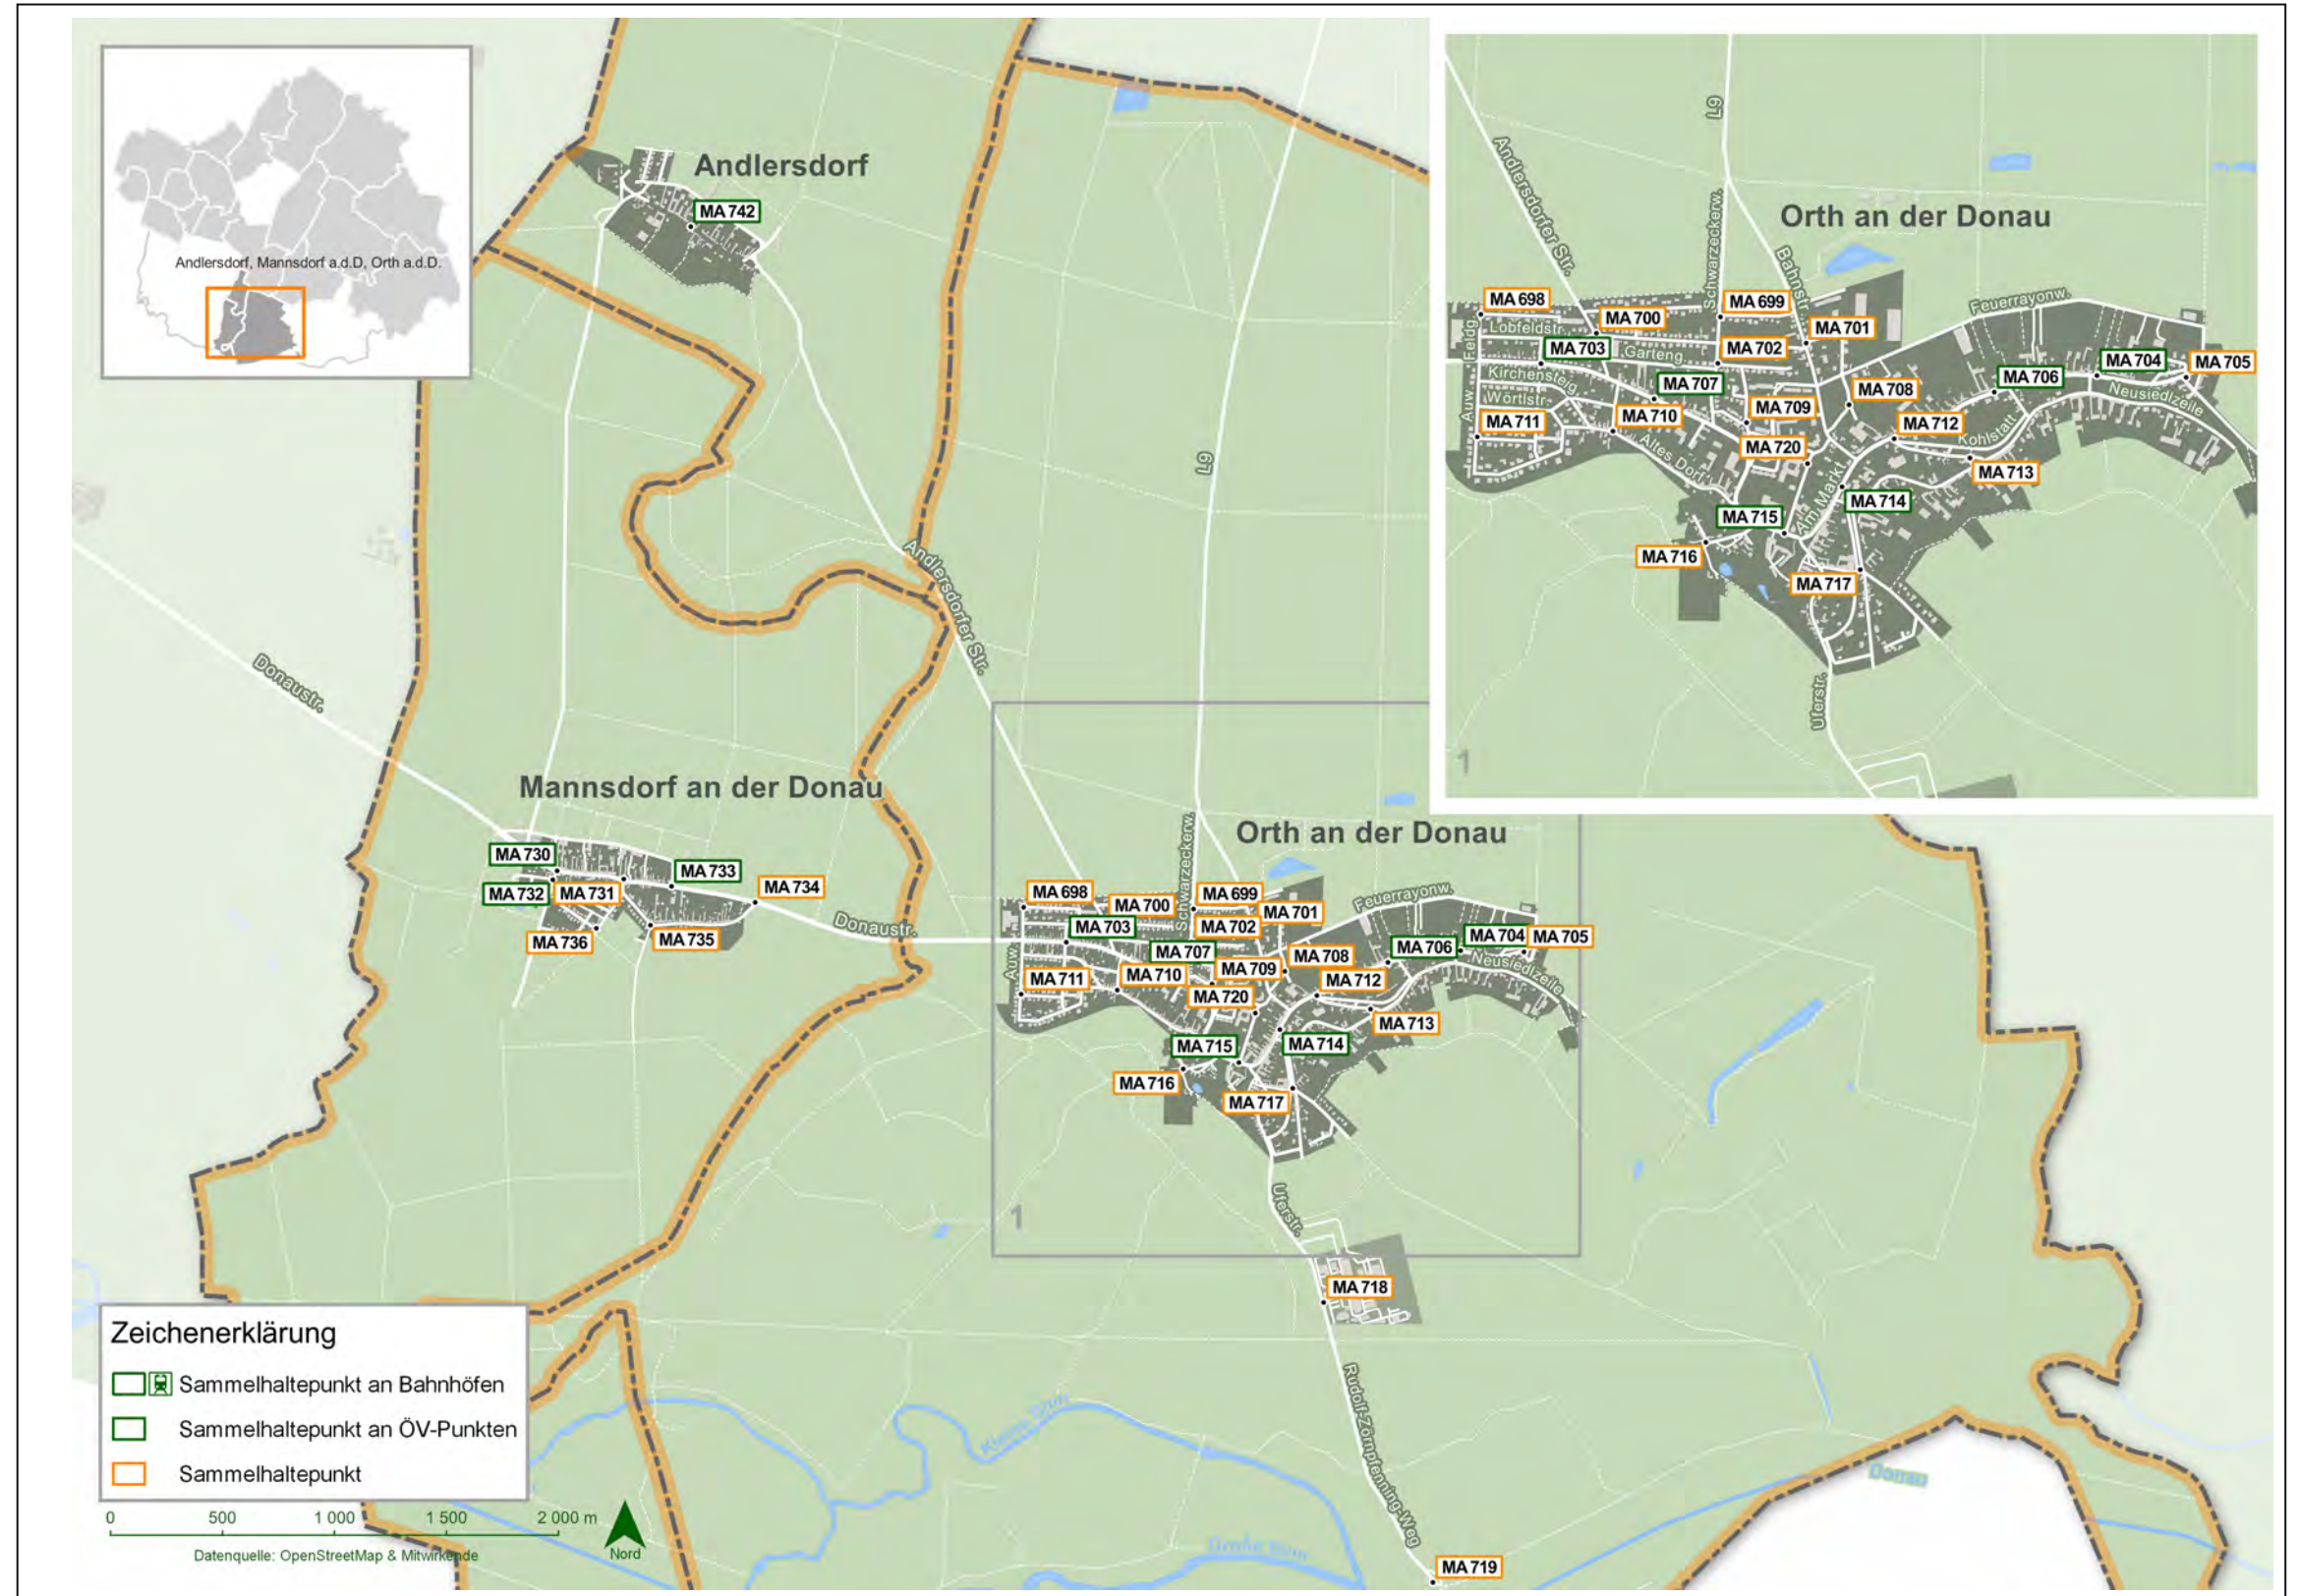 Andlersdorf, Mannsdorf a.d.D, Orth a.d.D.
Andlersdorf
MA 742
L9
Andlersdorfer Str.
Donaustr.
Mannsdorf an der Donau
MA 730
MA 733
MA 732
MA 731
MA 734
MA 736
MA 735
Donaustr.
Orth an der Donau
Schwarzeckerw.
Feuerrayonw.
MA 698
MA 700
MA 699
MA 701
MA 703
MA 702
MA 707
MA 706
MA 704
MA 705
MA 708
MA 709
MA 710
MA 711
MA 712
MA 720
MA 713
Auw.
Neusiedlzeile
MA 715
MA 714
MA 716
MA 717
1
Uferstr.
MA 718
Rudolf-Zörnpfenning-Weg
MA 719
Donau
L9
Andlersdorfer Str.
Schwarzeckerw.
Bahnstr.
Orth an der Donau
Feuerrayonw.
MA 698
MA 700
MA 699
MA 701
Lobfeldstr.
Feldg.
MA 703
Garteng.
MA 702
MA 704
MA 705
Kirchensteig
MA 707
MA 706
Neusiedlzeile
Wörtlstr.
Auw.
MA 708
MA 709
MA 710
MA 711
MA 712
Kohlstatt
Altes Dorf
MA 720
MA 713
Am Markt
MA 714
MA 715
MA 716
MA 717
Uferstr.
1
Zeichenerklärung
Sammelhaltepunkt an Bahnhöfen
Sammelhaltepunkt an ÖV-Punkten
Sammelhaltepunkt
0 500 1 000 1 500 2 000 m
Datenquelle: OpenStreetMap & Mitwirkende
Nord